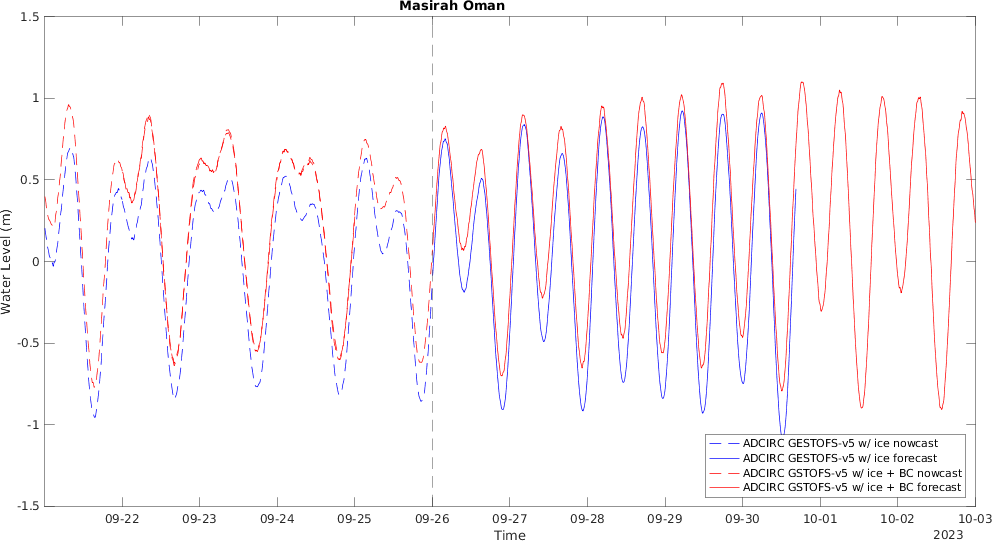 Masirah Oman
1.5
1
0.5
0
-0.5
-1
-1.5
Water Level (m)
09-22 09-23 09-24 09-25 09-26 09-27 09-28 09-29 09-30 10-01 10-02 10-03
Time
2023
ADCIRC GESTOFS-v5 w/ ice nowcast
ADCIRC GESTOFS-v5 w/ ice forecast
ADCIRC GSTOFS-v5 w/ ice + BC nowcast
ADCIRC GSTOFS-v5 w/ ice + BC forecast